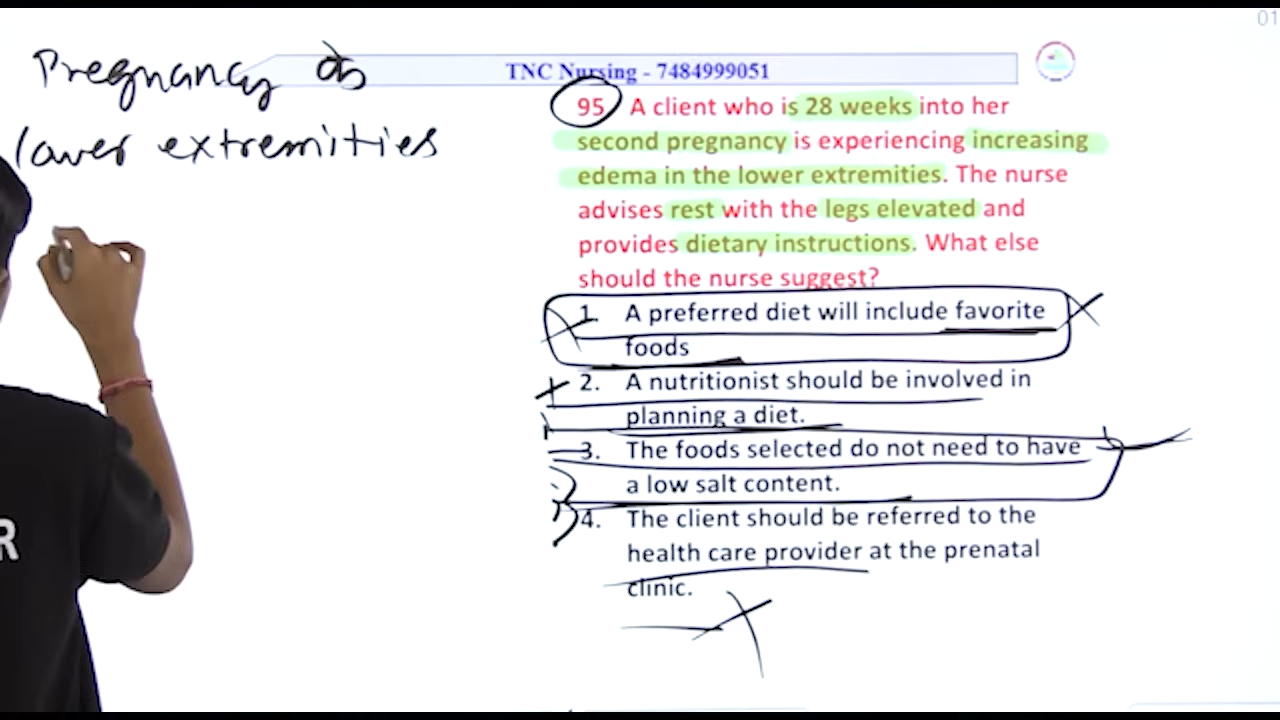 01
Pregnancy
lower extremities
TNC Nursing - 7484999051
95. A client who is 28 weeks into her
second pregnancy is experiencing increasing
edema in the lower extremities. The nurse
advises rest with the legs elevated and
provides dietary instructions. What else
should the nurse suggest?
1. A preferred diet will include favorite
foods
2. A nutritionist should be involved in
planning a diet.
3. The foods selected do not need to have
a low salt content.
4. The client should be referred to the
health care provider at the prenatal
clinic.
R